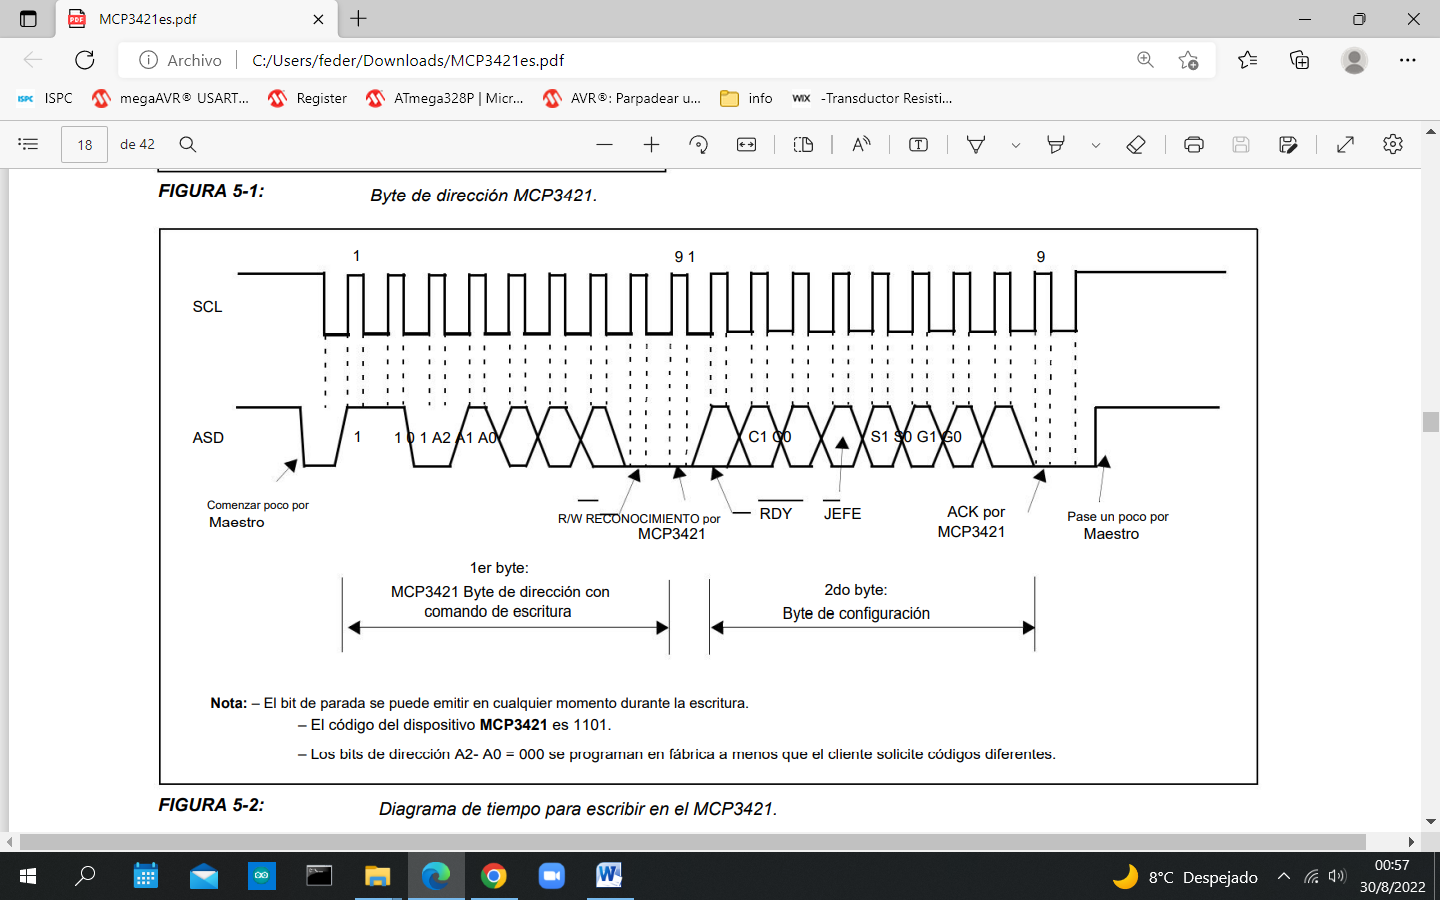 MCP3421es.pdf
Archivo C:/Users/feder/Downloads/MCP3421es.pdf
ISPC ISPC megaAVR® USART... Register ATmega328P | Micr... AVR®: Parpadear u... info WIX -Transductor Resisti...
18 de 42
FIGURA 5-1: Byte de dirección MCP3421.
1 9 1 9
SCL
ASD 1 1 0 1 A2 A1 A0 C1 C0 S1 S0 G1 G0
Comenzar poco por
Maestro
R/W RECONOCIMIENTO por
MCP3421
RDY JEFE
ACK por
MCP3421
Pase un poco por
Maestro
1er byte:
MCP3421 Byte de dirección con
comando de escritura
2do byte:
Byte de configuración
Nota: – El bit de parada se puede emitir en cualquier momento durante la escritura.
– El código del dispositivo MCP3421 es 1101.
– Los bits de dirección A2- A0 = 000 se programan en fábrica a menos que el cliente solicite códigos diferentes.
FIGURA 5-2: Diagrama de tiempo para escribir en el MCP3421.
8°C Despejado
00:57
30/8/2022